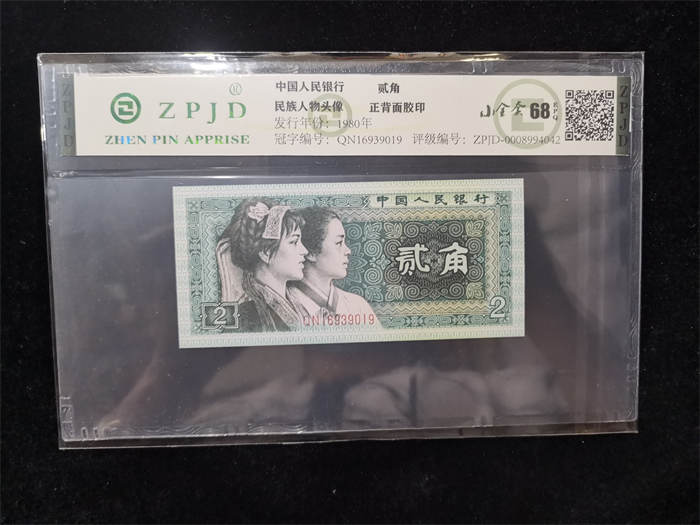 ZPJD
ZHEN PIN APPRISE
中国人民银行 贰角
民族人物头像 正背面胶印
发行年份： 1980年
冠字编号： QN16939019 评级编号： ZPJD-0008994042
68
中国人民银行
贰角
2
QN16939019
2